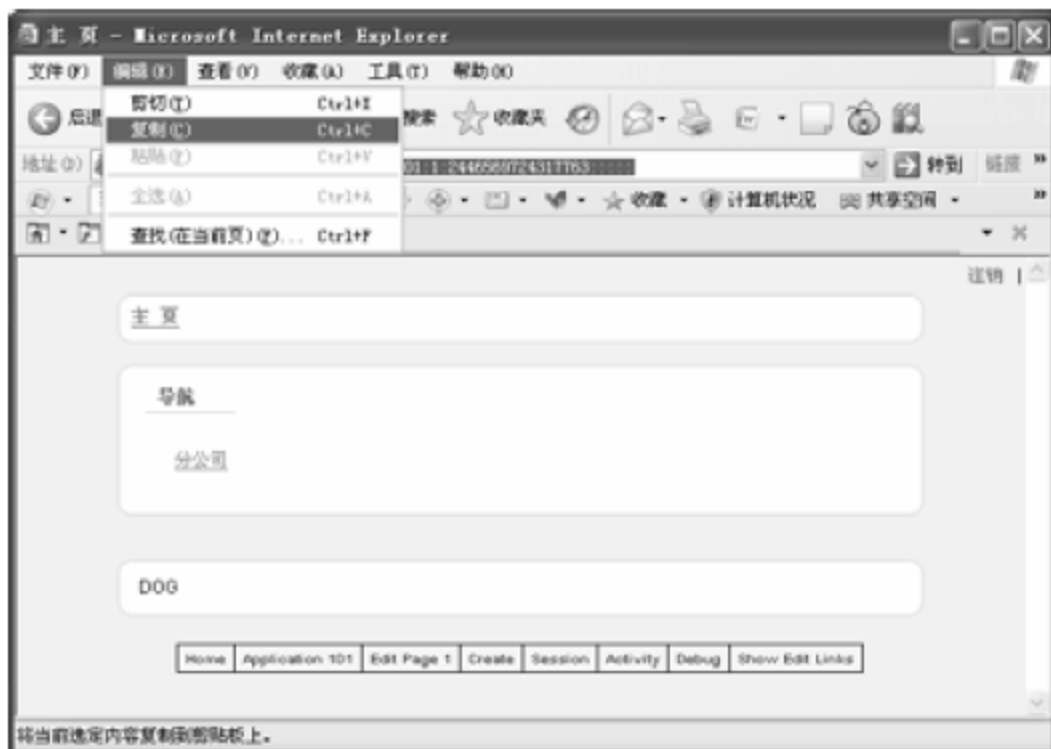 主 页 - Microsoft Internet Explorer
文件(F) 编辑(E) 查看(V) 收藏(A) 工具(T) 帮助(H)
剪切(T) Ctrl+X
复制(C) Ctrl+C
粘贴(P) Ctrl+V
全选(A) Ctrl+A
查找(在当前页)(F)... Ctrl+F
后退
搜索 收藏夹
地址(D)
转到 链接 »
收藏 计算机状况 共享空间 »
注销 |
主 页
导航
分公司
DOG
Home Application 101 Edit Page 1 Create Session Activity Debug Show Edit Links
将当前选定内容复制到剪贴板上。